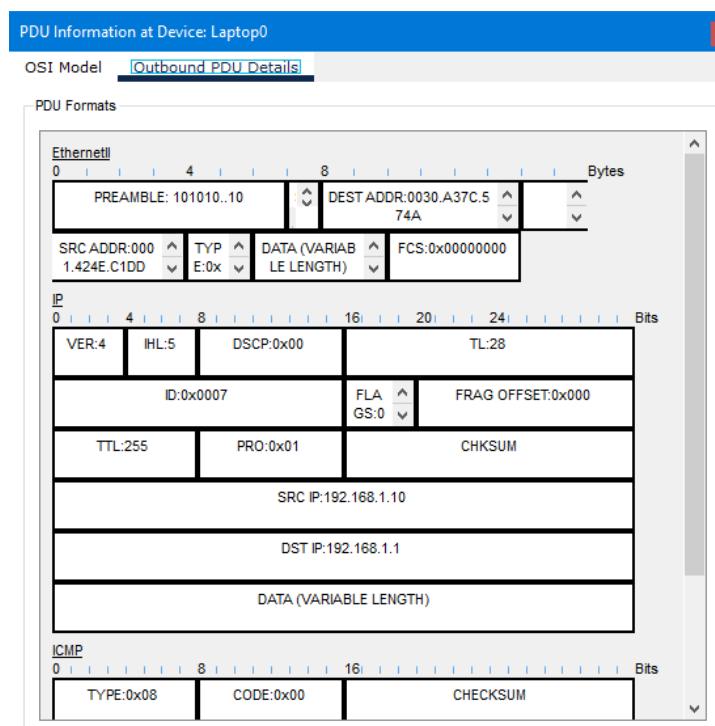 PDU Information at Device: Laptop0
OSI Model Outbound PDU Details
PDU Formats
EthernetII
0 4 8 Bytes
PREAMBLE: 101010..10 DEST ADDR:0030.A37C.5
74A
SRC ADDR:000 TYP DATA (VARIAB FCS:0x00000000
1.424E.C1DD E:0x LE LENGTH)
IP
0 4 8 16 20 24 Bits
VER:4 IHL:5 DSCP:0x00 TL:28
ID:0x0007 FLA FRAG OFFSET:0x000
GS:0
TTL:255 PRO:0x01 CHKSUM
SRC IP:192.168.1.10
DST IP:192.168.1.1
DATA (VARIABLE LENGTH)
ICMP
0 8 16 Bits
TYPE:0x08 CODE:0x00 CHECKSUM